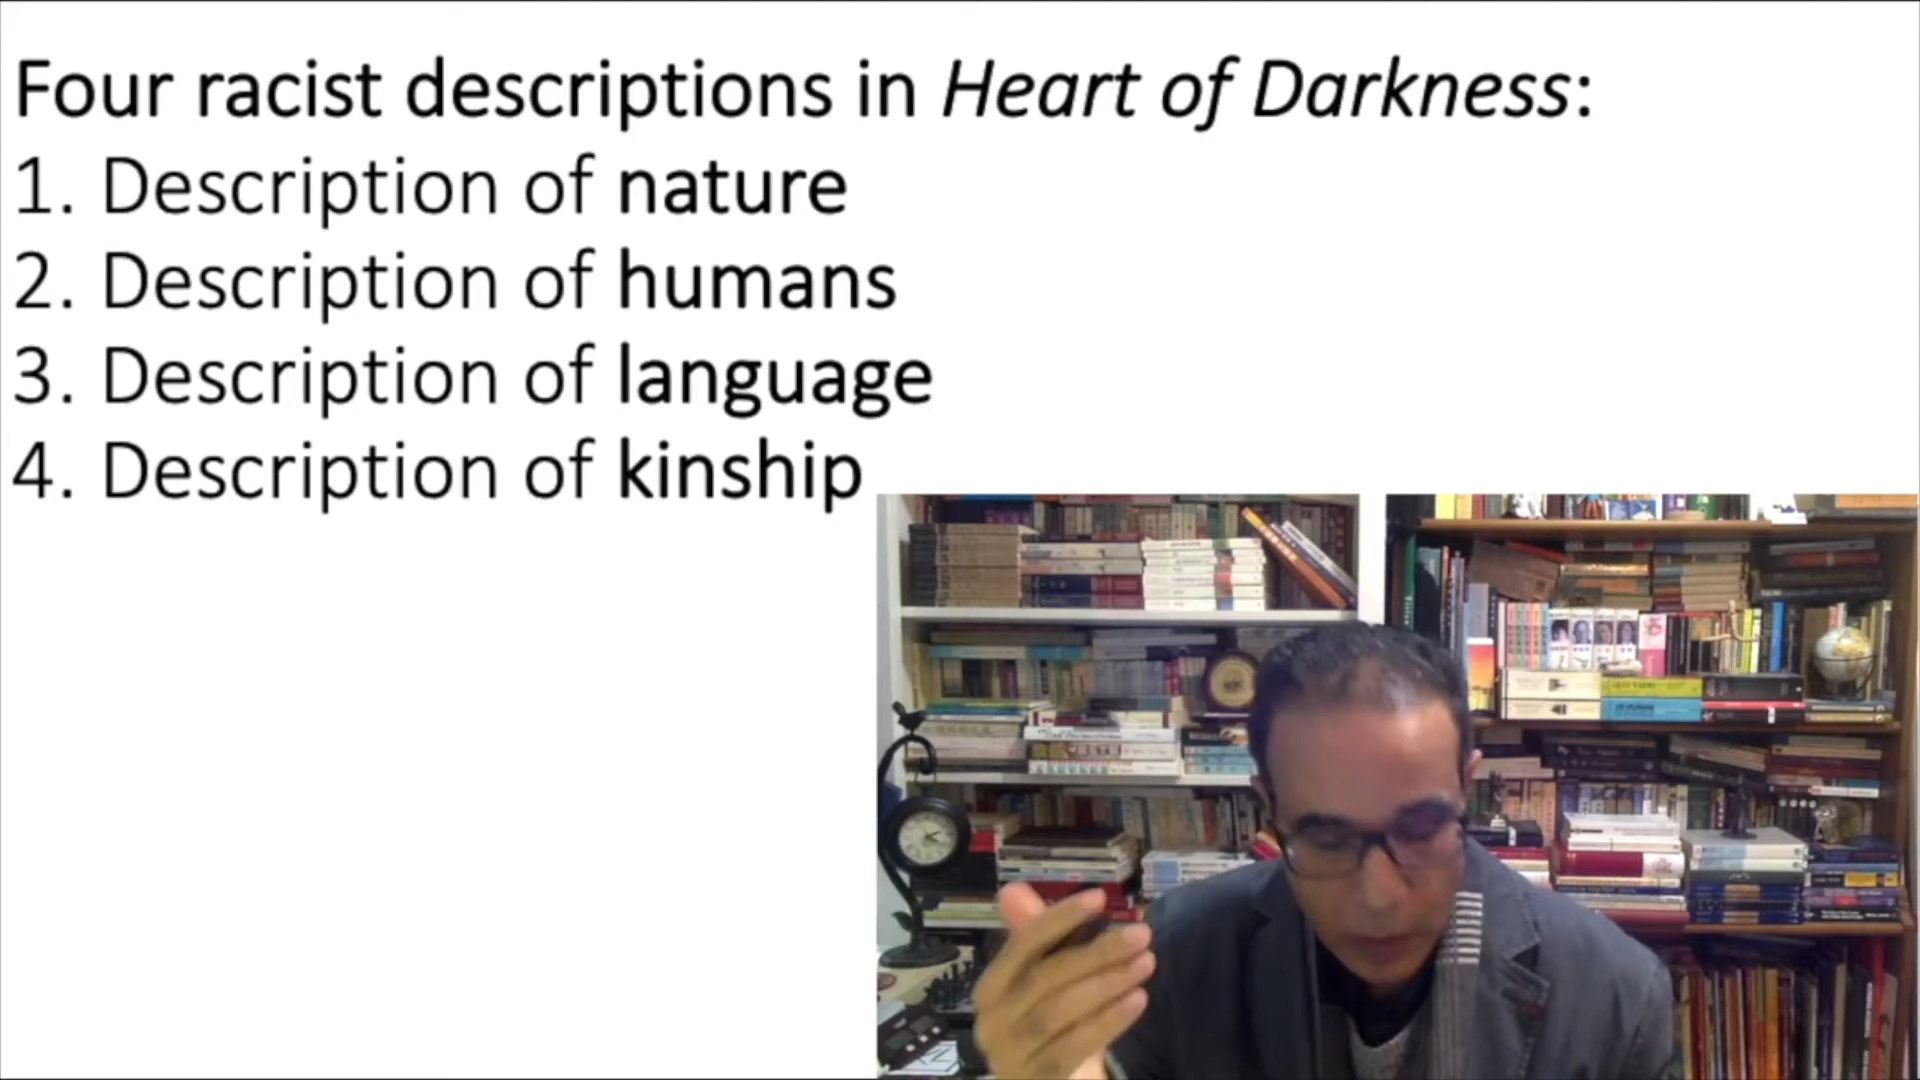 Four racist descriptions in Heart of Darkness:
1. Description of nature
2. Description of humans
3. Description of language
4. Description of kinship